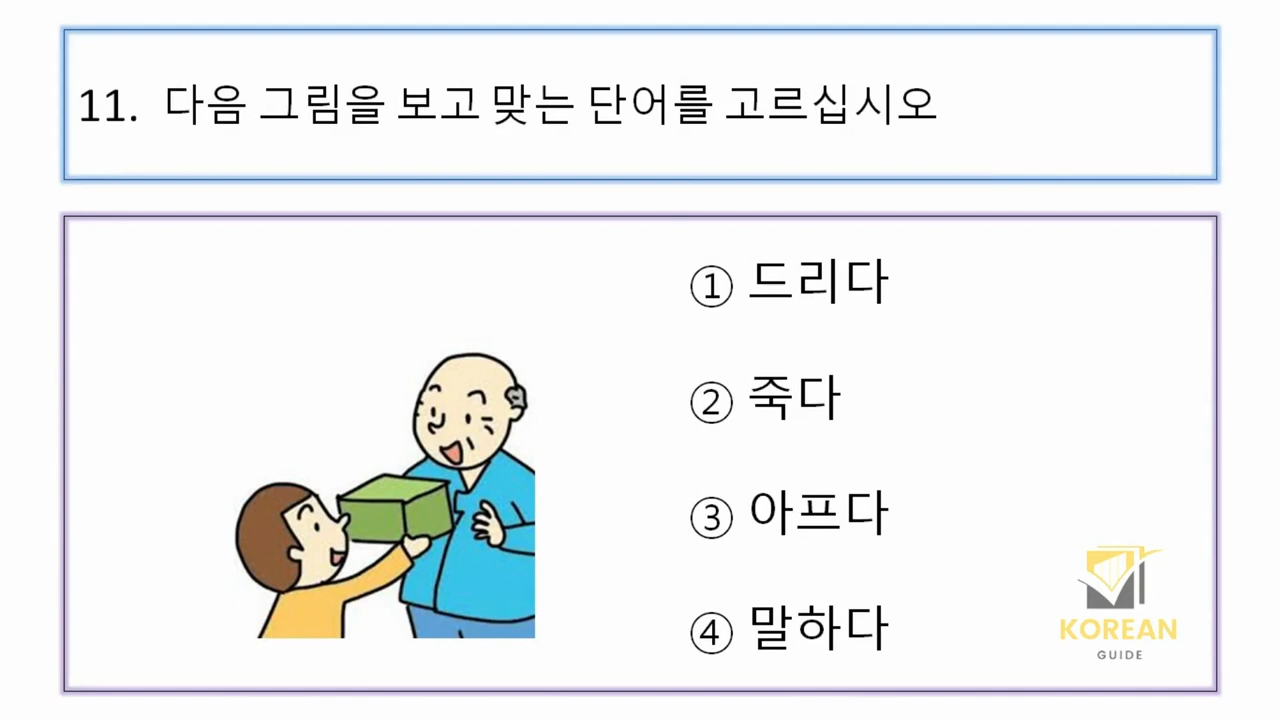 11. 다음 그림을 보고 맞는 단어를 고르십시오
① 드리다
② 죽다
③ 아프다
④ 말하다
KOREAN
GUIDE